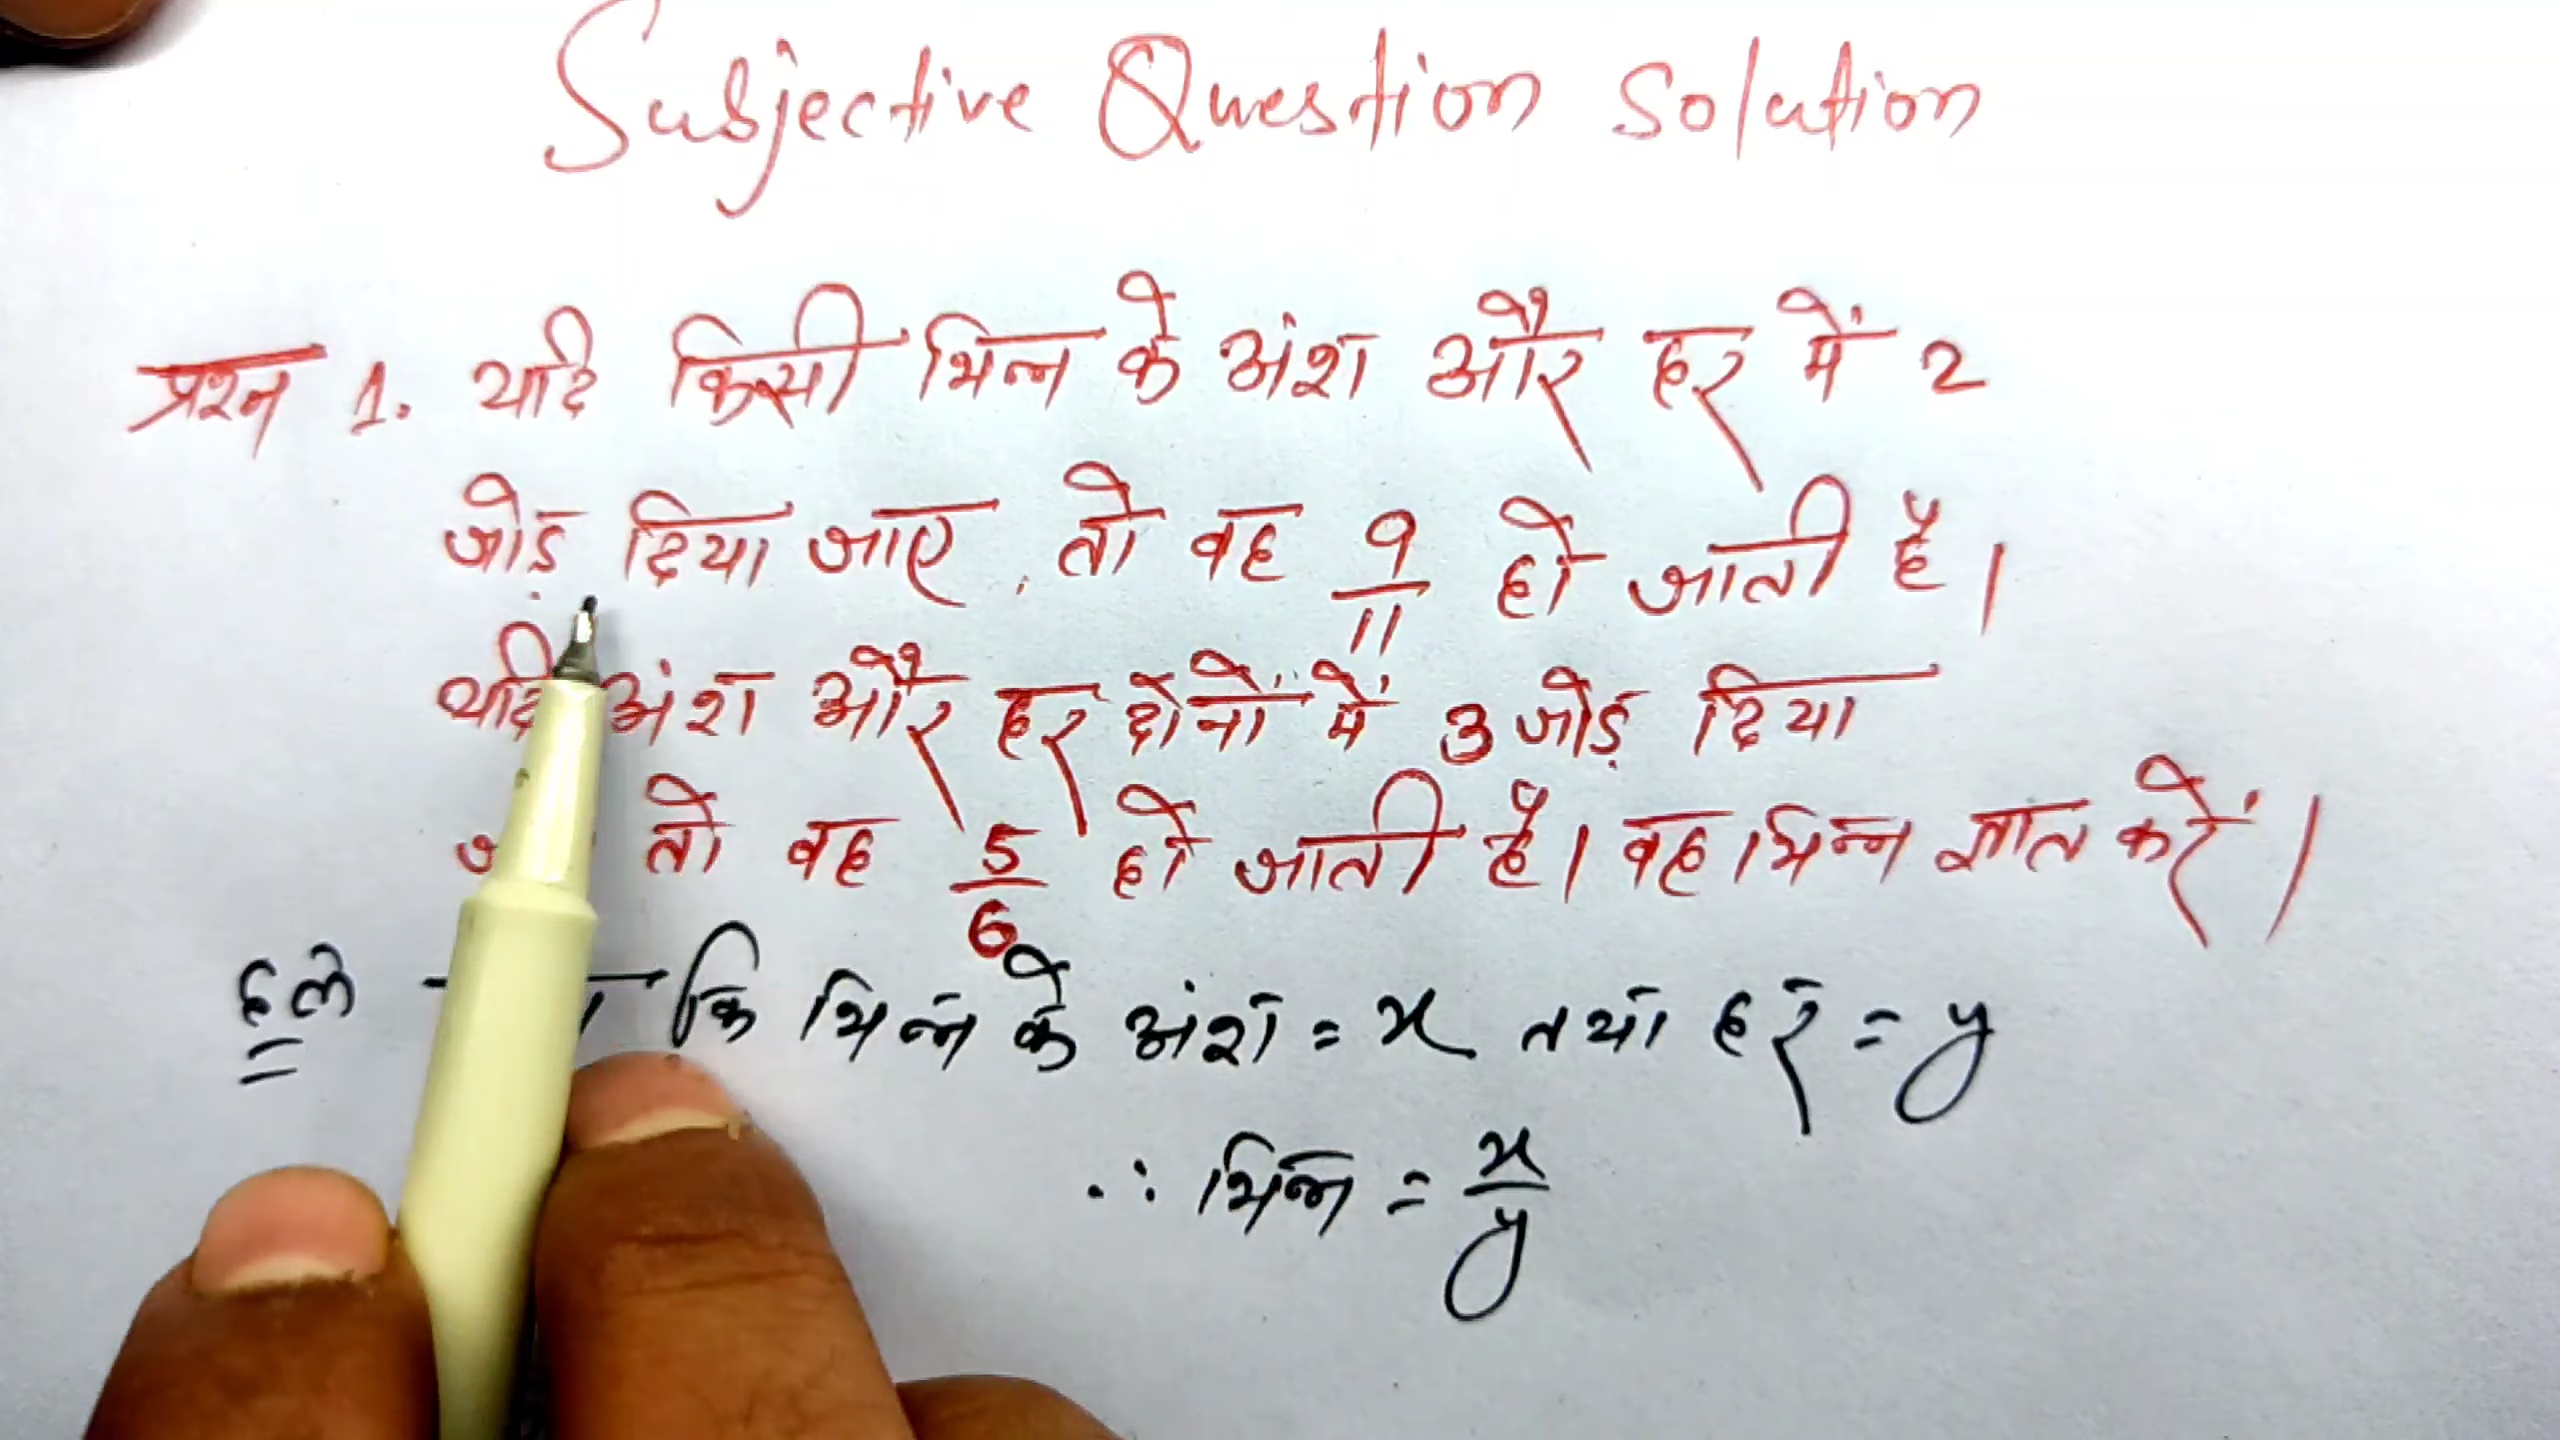 Subjective Question Solution
प्रश्न 1. यदि किसी भिन्न के अंश और हर में 2
जोड़ दिया जाए, तो वह 9/11 हो जाती है।
यदि अंश और हर दोनों में 3 जोड़ दिया
तो वह 5/6 हो जाती है। वह भिन्न ज्ञात करें।
कि भिन्न के अंश = x तथा हर = y
∴ भिन्न = x/y